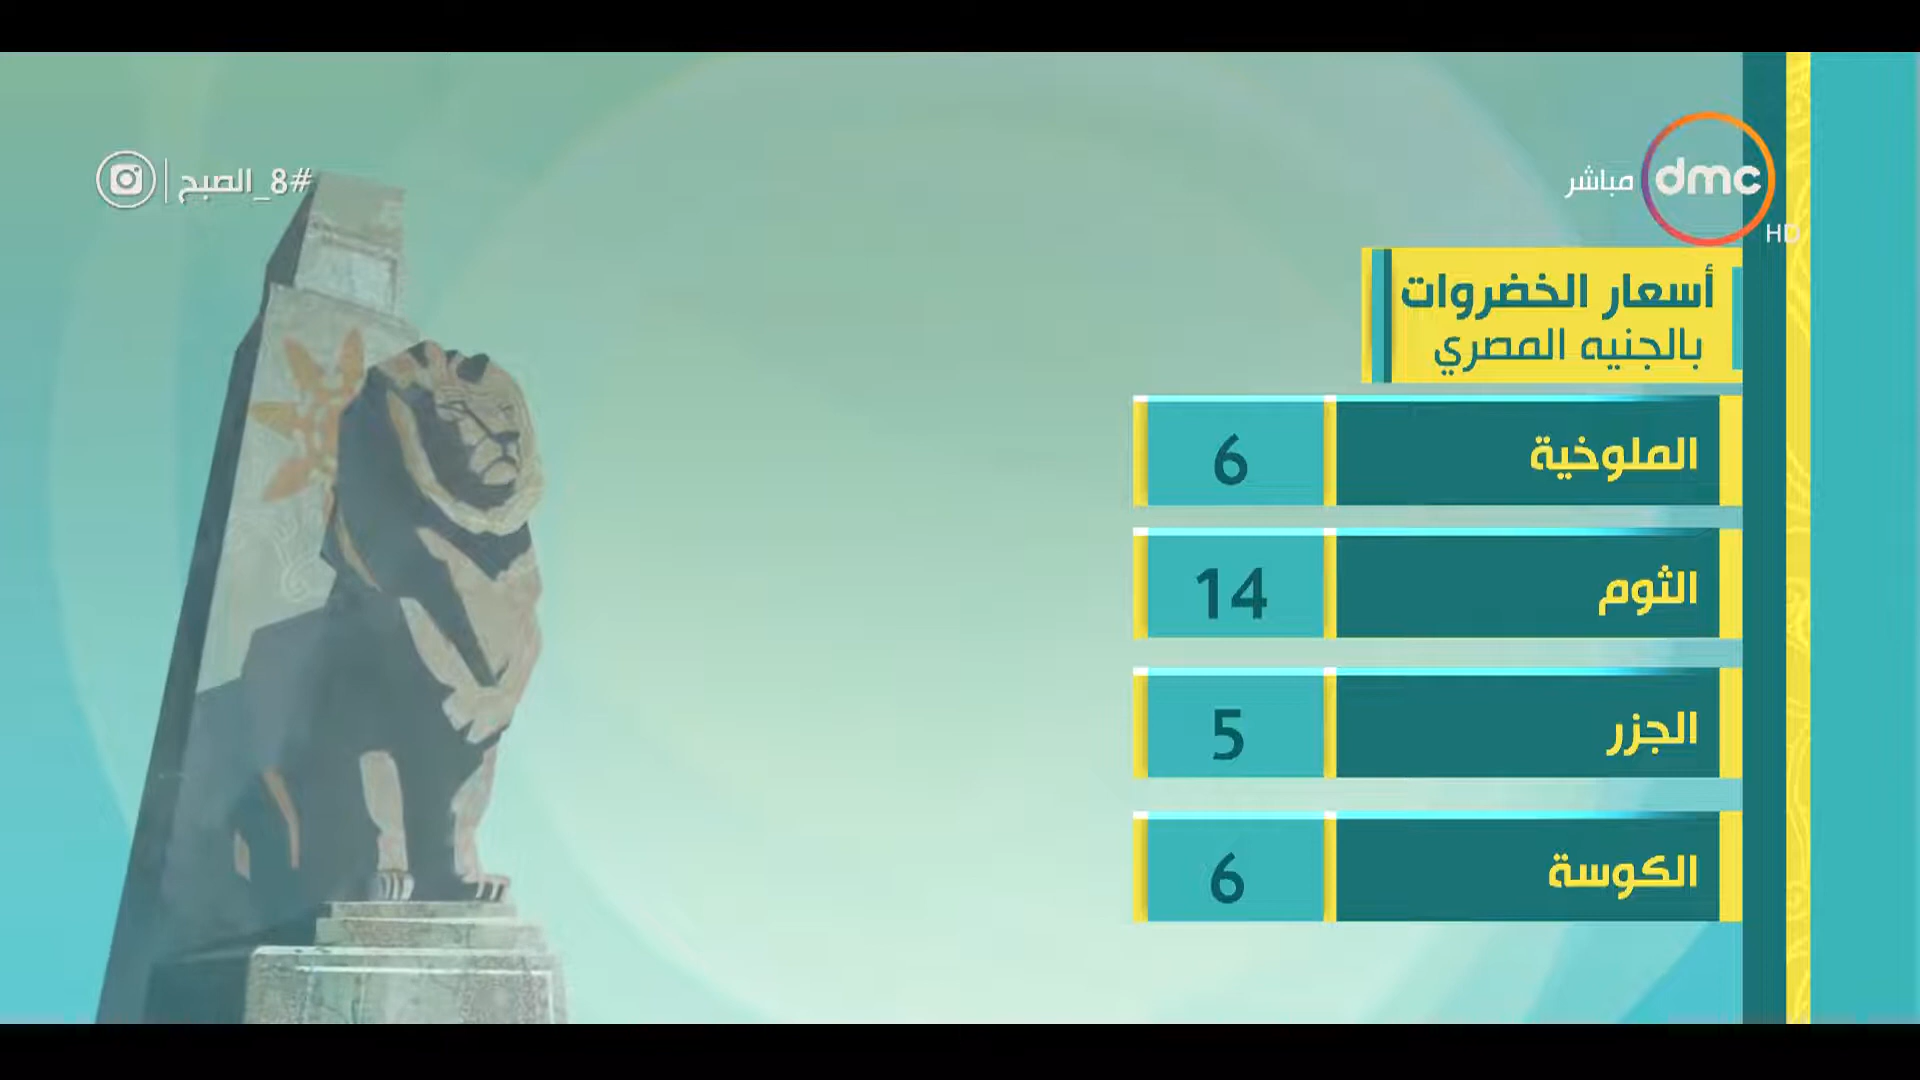 #8_الصبح
مباشر
dmc
HD
أسعار الخضروات
بالجنيه المصري
الملوخية 6
الثوم 14
الجزر 5
الكوسة 6